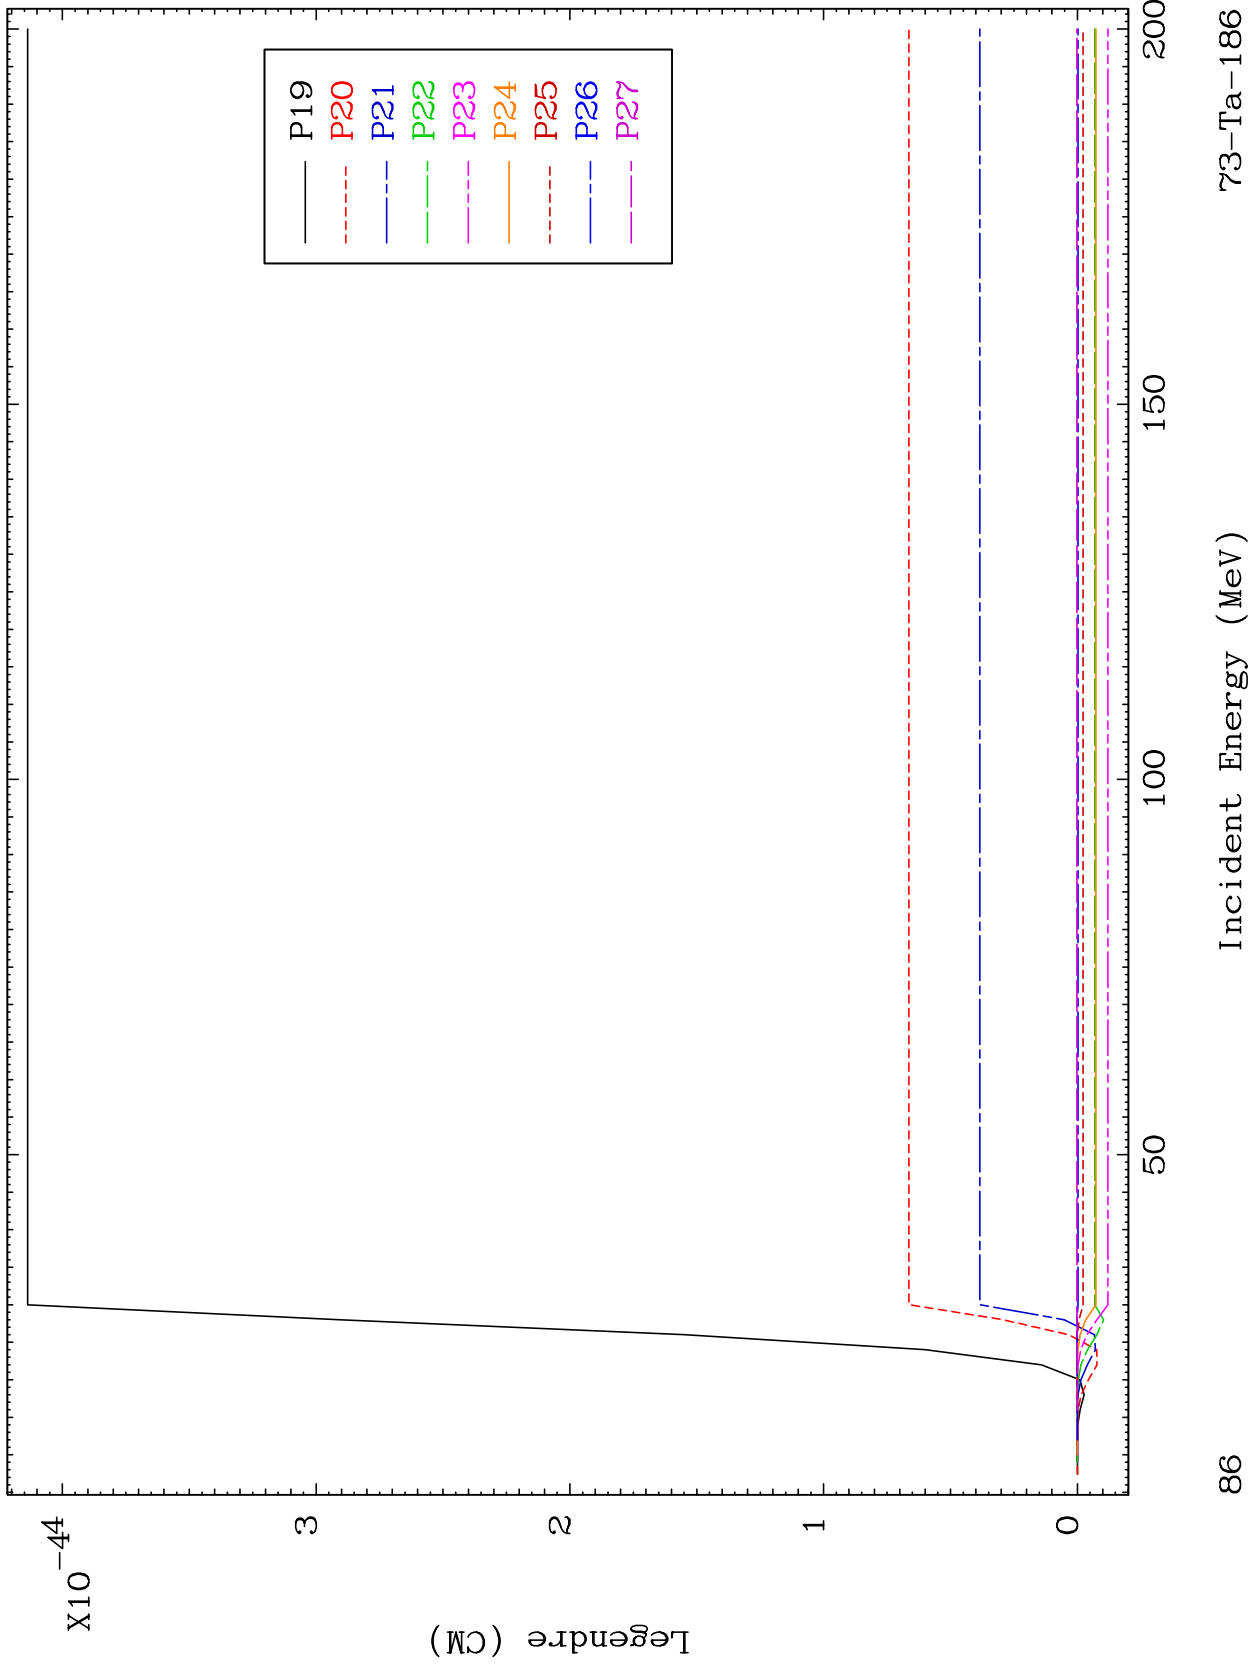 X10⁻⁴
4
3
2
1
0
Legendre (CM)
P19
P20
P21
P22
P23
P24
P25
P26
P27
50 100 150 200
Incident Energy (MeV)
86 73-Ta-186